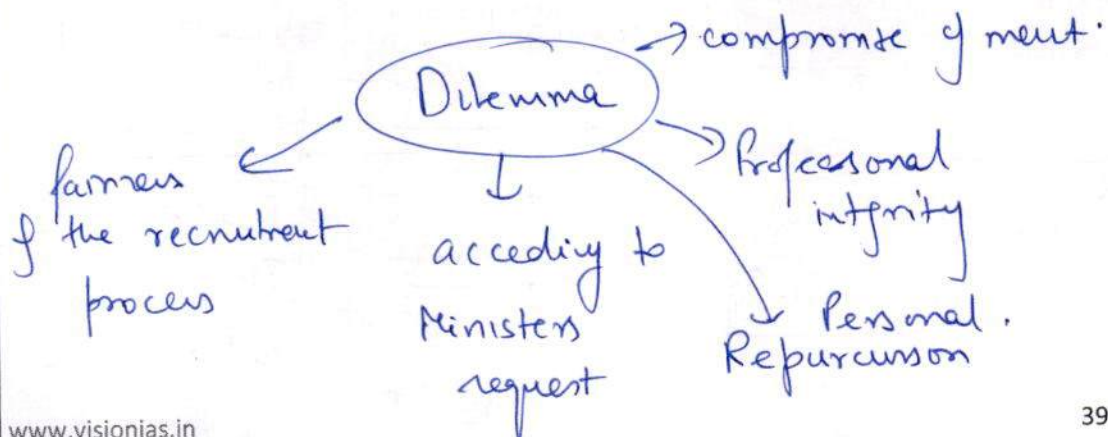 Dilemma
→ compromise of merit.
Professional
integrity
fairness
of the recruitment
process
acceding to
Ministers
request
Personal.
Repurcusson
www.visionias.in
39